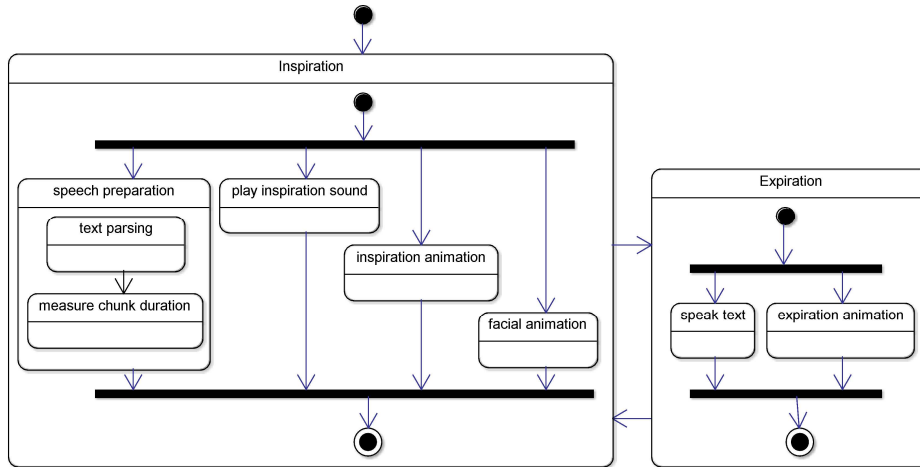 Inspiration
speech preparation
text parsing
measure chunk duration
play inspiration sound
inspiration animation
facial animation
Expiration
speak text
expiration animation